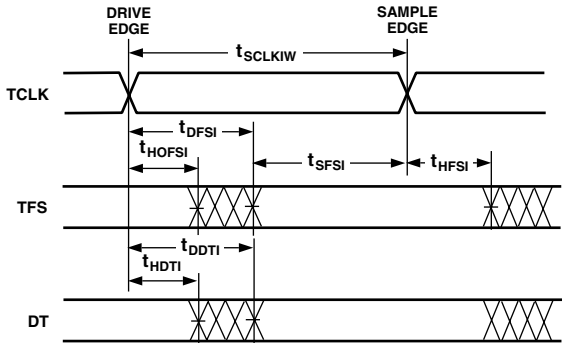 DRIVE
EDGE
SAMPLE
EDGE
tSCLKIW
TCLK
tDFSI
tHOFSI
tSFSI
tHFSI
TFS
tDDTI
tHDTI
DT